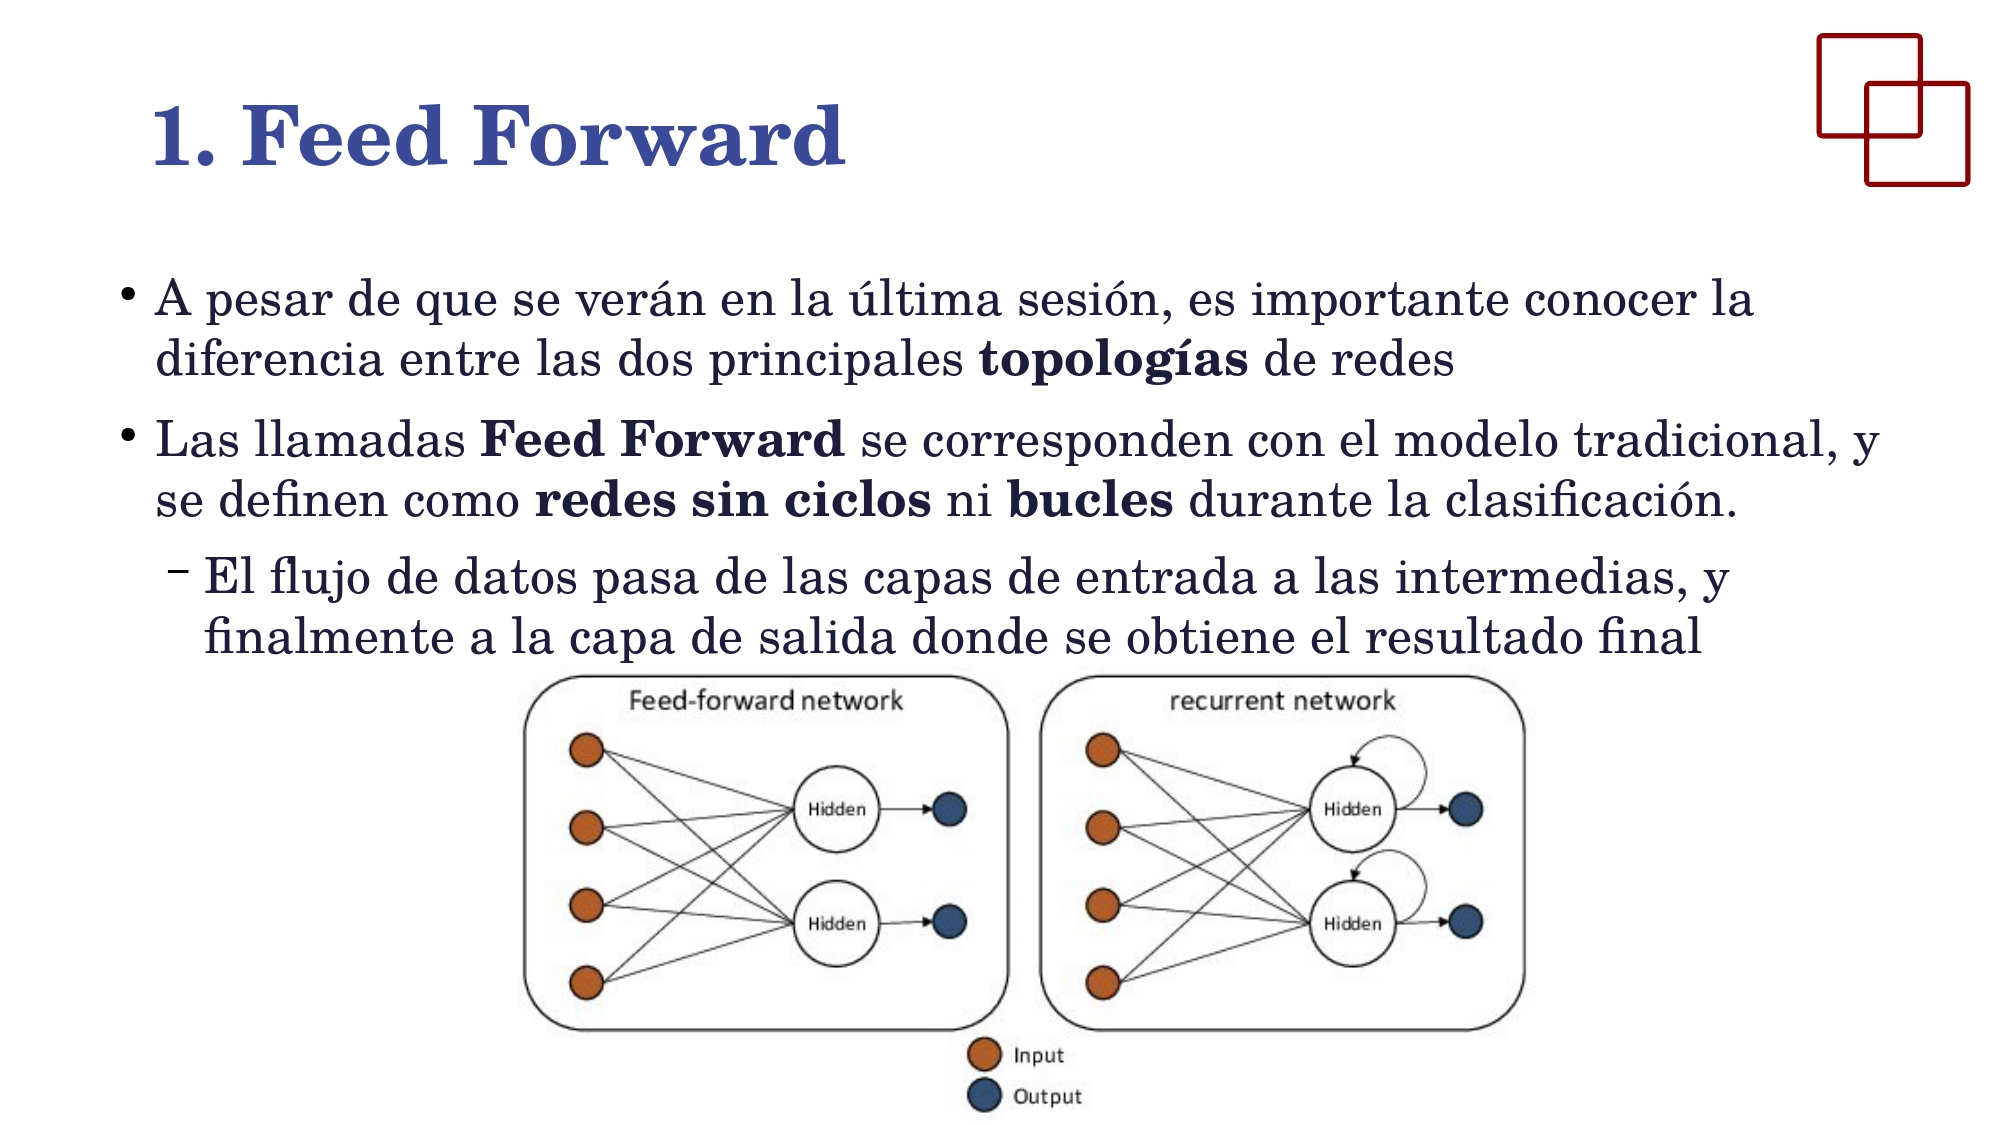 1. Feed Forward
• A pesar de que se verán en la última sesión, es importante conocer la
diferencia entre las dos principales topologías de redes
• Las llamadas Feed Forward se corresponden con el modelo tradicional, y
se definen como redes sin ciclos ni bucles durante la clasificación.
– El flujo de datos pasa de las capas de entrada a las intermedias, y
finalmente a la capa de salida donde se obtiene el resultado final
Feed-forward network
Hidden
Hidden
recurrent network
Hidden
Hidden
Input
Output